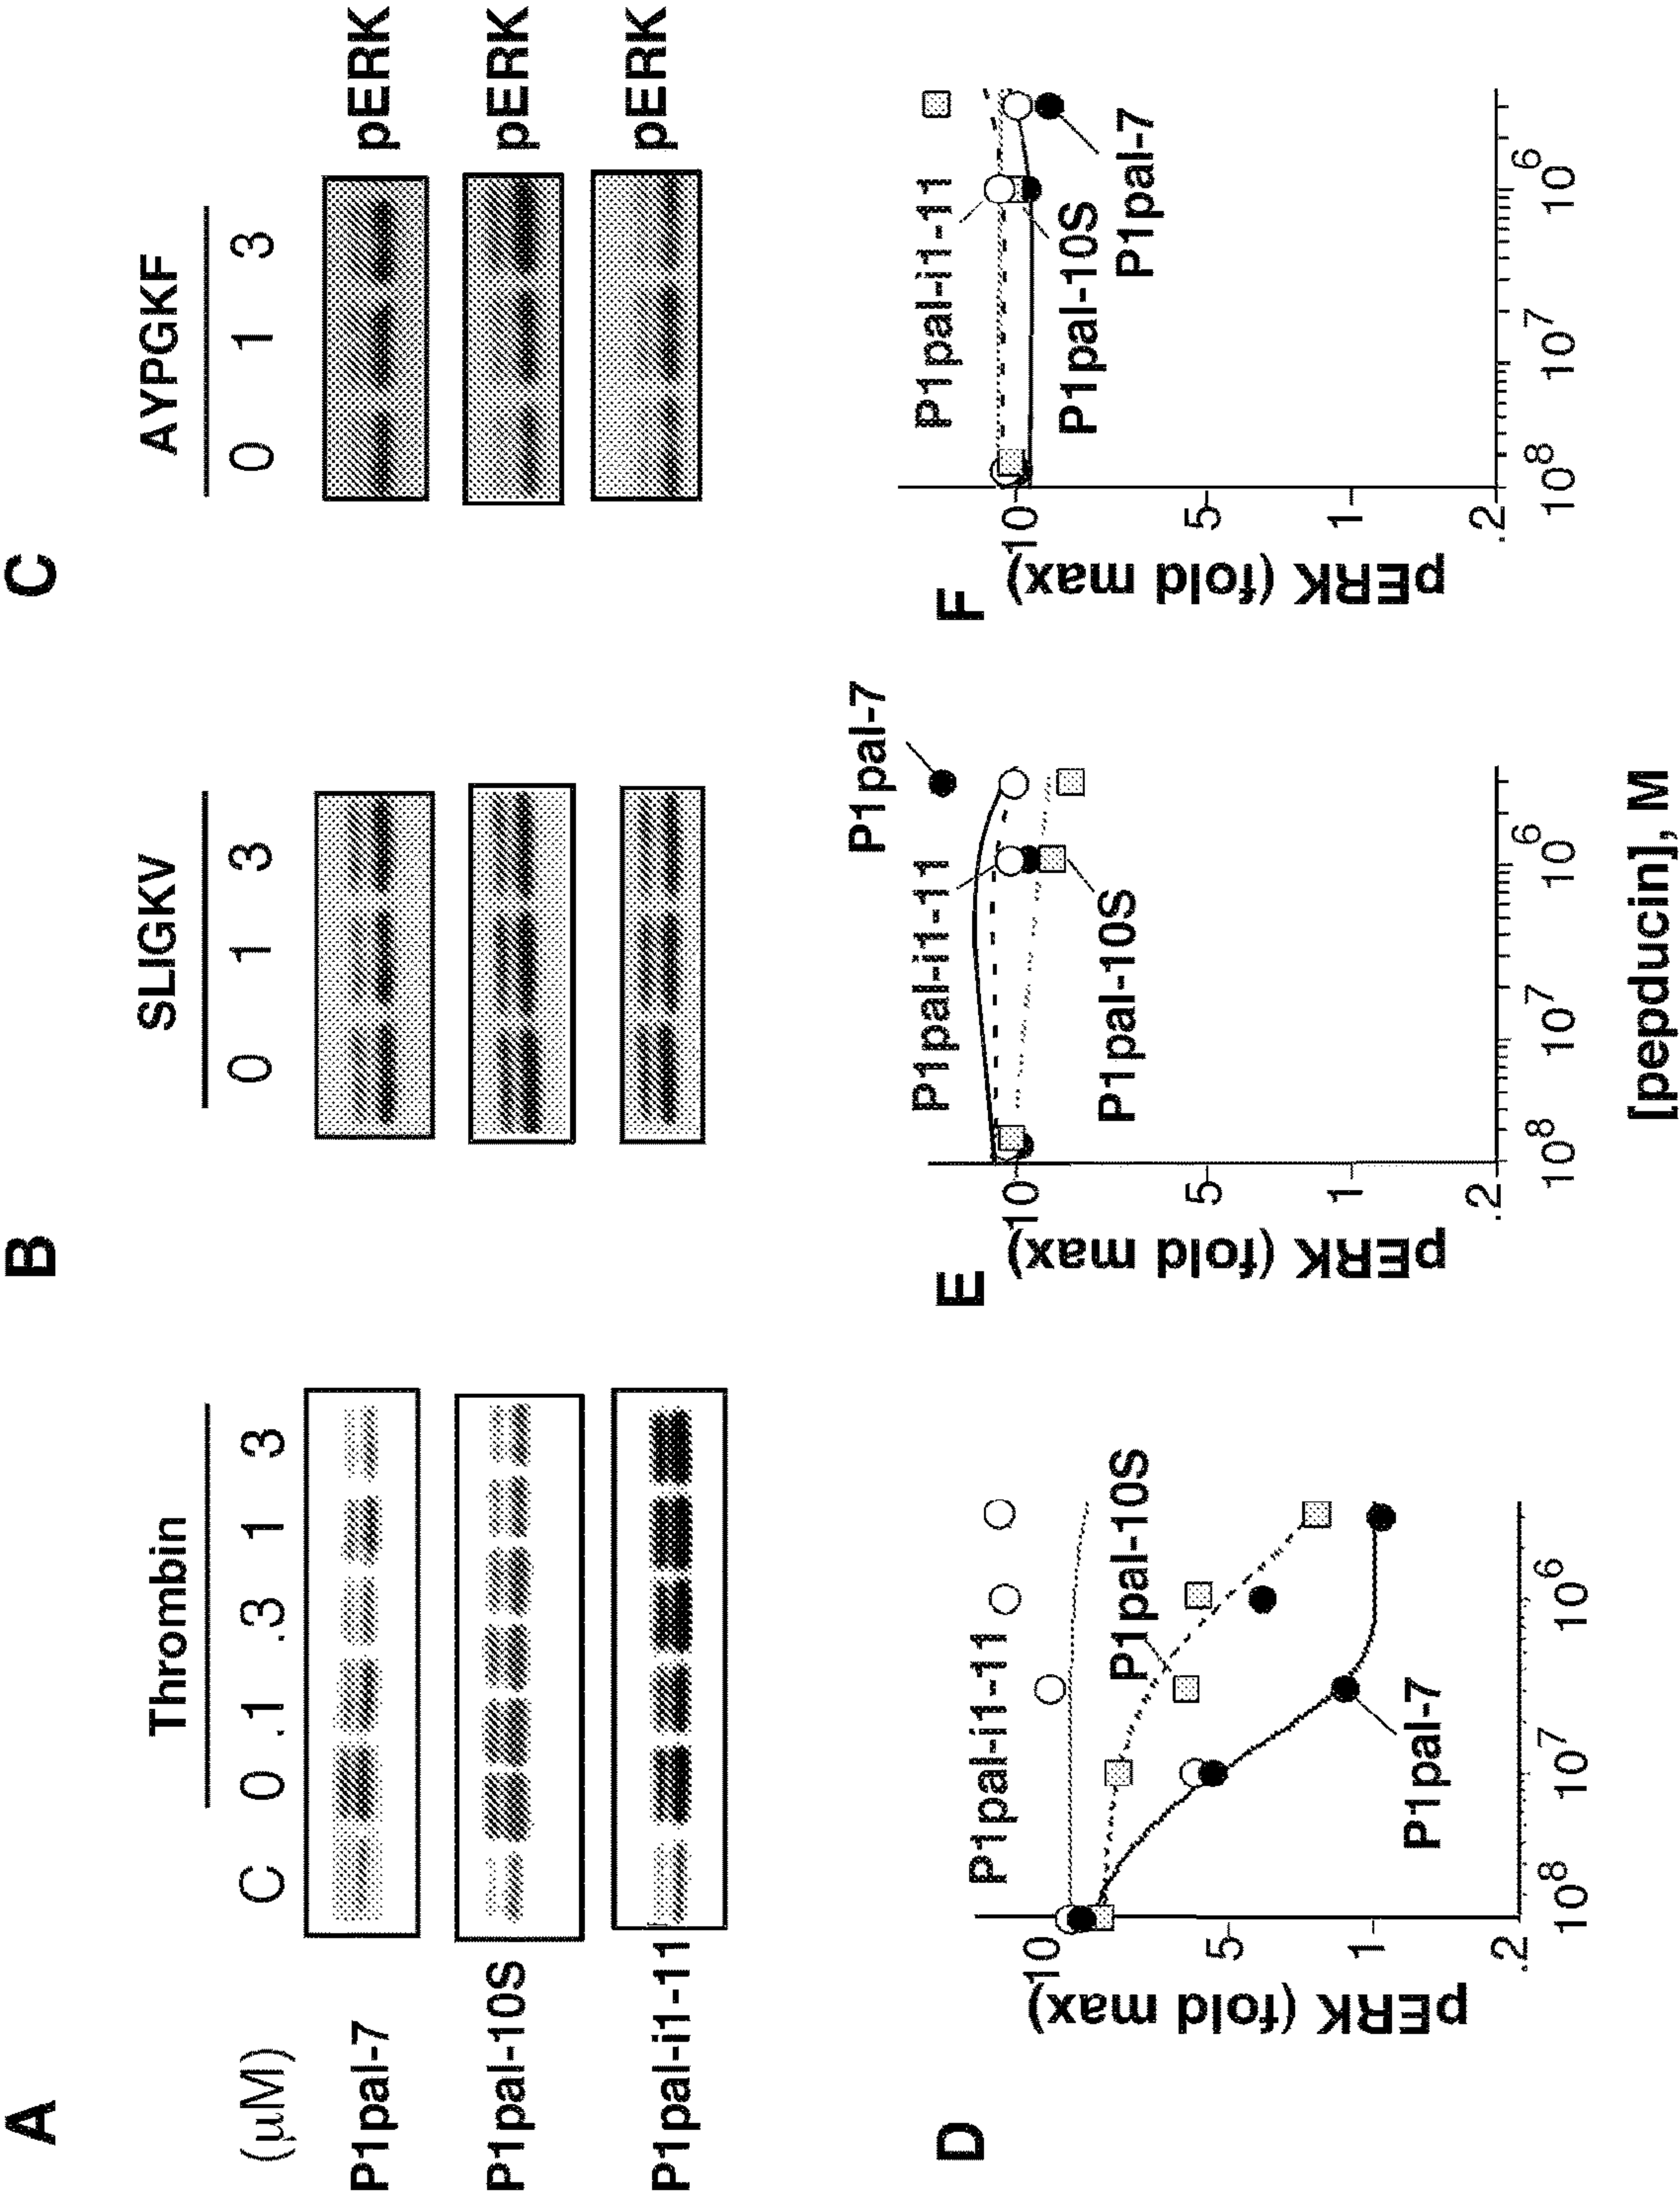 A
Thrombin
(μM) C 0 .1 .3 1 3
P1pal-7
P1pal-10S
P1pal-i1-11
B
SLIGKV
0 1 3
C
AYPGKF
0 1 3
pERK
pERK
pERK
D
pERK (fold max)
10
5
1
.2
10⁸ 10⁷ 10⁶
P1pal-i1-11
P1pal-10S
P1pal-7
E
pERK (fold max)
10
5
1
.2
10⁸ 10⁷ 10⁶
P1pal-7
P1pal-i1-11
P1pal-10S
[pepducin], M
F
pERK (fold max)
10
5
1
.2
10⁸ 10⁷ 10⁶
P1pal-i1-11
P1pal-10S
P1pal-7